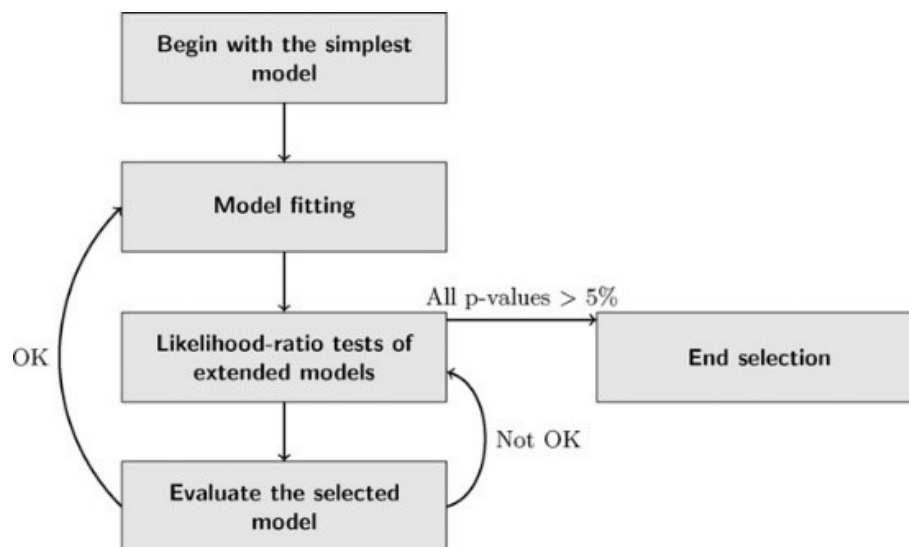 Begin with the simplest
model
Model fitting
All p-values > 5%
Likelihood-ratio tests of
extended models
End selection
OK
Not OK
Evaluate the selected
model